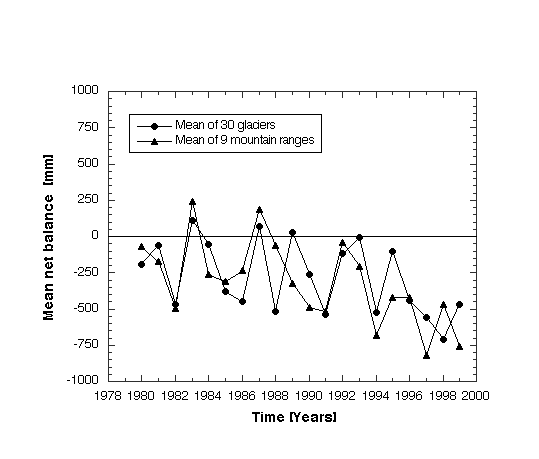 1000
750
500
250
0
-250
-500
-750
-1000
Mean net balance [mm]
Mean of 30 glaciers
Mean of 9 mountain ranges
1978 1980 1982 1984 1986 1988 1990 1992 1994 1996 1998 2000
Time [Years]